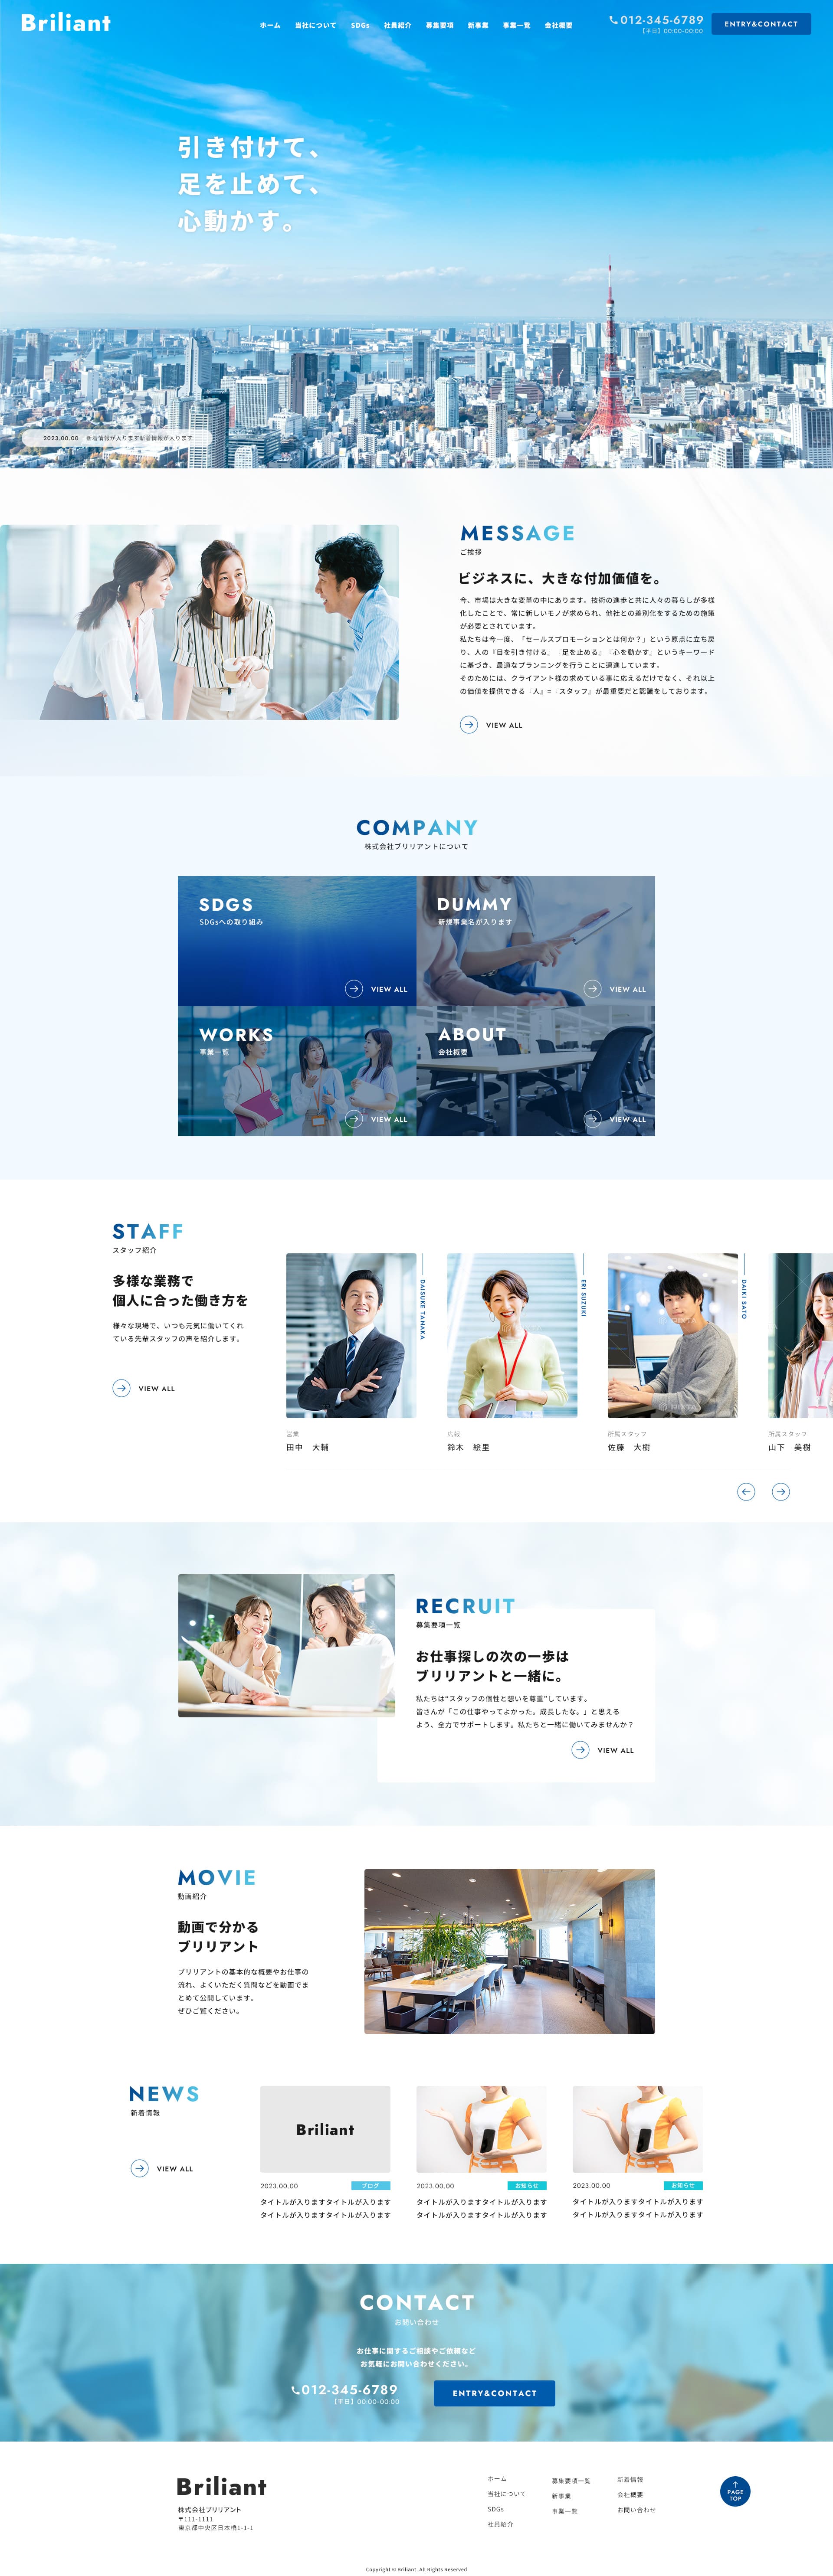 Briliant
ホーム 当社について SDGs 社員紹介 募集要項 新事業 事業一覧 会社概要
012-345-6789
【平日】00:00-00:00
ENTRY&CONTACT
引き付けて、
足を止めて、
心動かす。
2023.00.00 新着情報が入ります新着情報が入ります
MESSAGE
ご挨拶
ビジネスに、大きな付加価値を。
今、市場は大きな変革の中にあります。技術の進歩と共に人々の暮らしが多様
化したことで、常に新しいモノが求められ、他社との差別化をするための施策
が必要とされています。
私たちは今一度、「セールスプロモーションとは何か？」という原点に立ち戻
り、人の『目を引き付ける』『足を止める』『心を動かす』というキーワード
に基づき、最適なプランニングを行うことに邁進しています。
そのためには、クライアント様の求めている事に応えるだけでなく、それ以上
の価値を提供できる『人』=『スタッフ』が最重要だと認識をしております。
VIEW ALL
COMPANY
株式会社ブリリアントについて
SDGS
SDGsへの取り組み
VIEW ALL
DUMMY
新規事業名が入ります
VIEW ALL
WORKS
事業一覧
VIEW ALL
ABOUT
会社概要
VIEW ALL
STAFF
スタッフ紹介
多様な業務で
個人に合った働き方を
様々な現場で、いつも元気に働いてくれ
ている先輩スタッフの声を紹介します。
VIEW ALL
DAISUKE TANAKA
営業
田中 大輔
ERI SUZUKI
広報
鈴木 絵里
DAIKI SATO
所属スタッフ
佐藤 大樹
所属スタッフ
山下 美樹
RECRUIT
募集要項一覧
お仕事探しの次の一歩は
ブリリアントと一緒に。
私たちは“スタッフの個性と想いを尊重”しています。
皆さんが「この仕事やってよかった。成長したな。」と思える
よう、全力でサポートします。私たちと一緒に働いてみませんか？
VIEW ALL
MOVIE
動画紹介
動画で分かる
ブリリアント
ブリリアントの基本的な概要やお仕事の
流れ、よくいただく質問などを動画でま
とめて公開しています。
ぜひご覧ください。
NEWS
新着情報
VIEW ALL
Briliant
2023.00.00 ブログ
タイトルが入りますタイトルが入ります
タイトルが入りますタイトルが入ります
2023.00.00 お知らせ
タイトルが入りますタイトルが入ります
タイトルが入りますタイトルが入ります
2023.00.00 お知らせ
タイトルが入りますタイトルが入ります
タイトルが入りますタイトルが入ります
CONTACT
お問い合わせ
お仕事に関するご相談やご依頼など
お気軽にお問い合わせください。
012-345-6789
【平日】00:00-00:00
ENTRY&CONTACT
Briliant
株式会社ブリリアント
〒111-1111
東京都中央区日本橋1-1-1
ホーム
当社について
SDGs
社員紹介
募集要項一覧
新事業
事業一覧
新着情報
会社概要
お問い合わせ
PAGE
TOP
Copyright © Briliant. All Rights Reserved